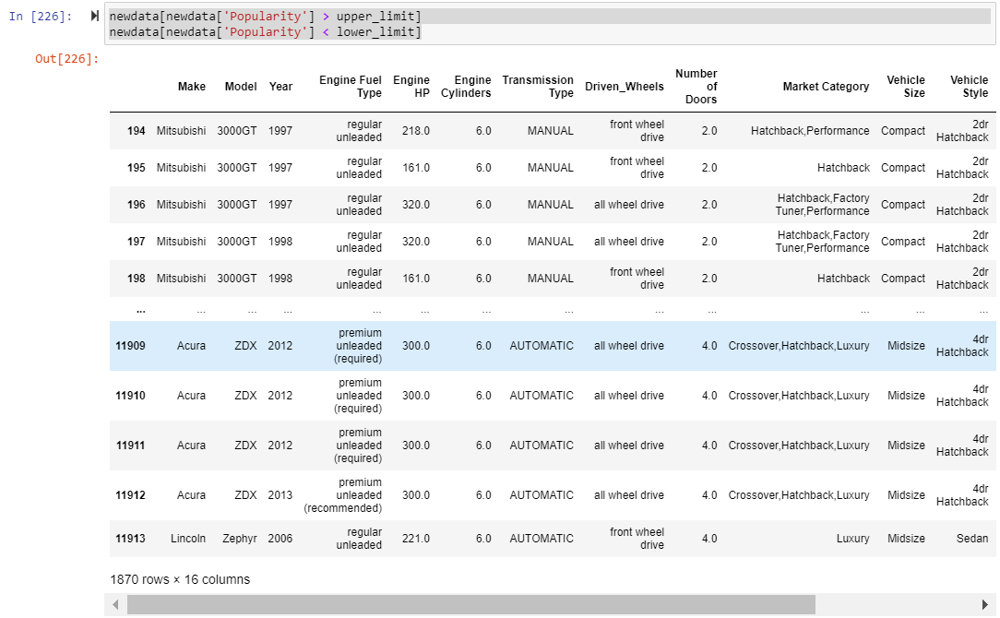 In [226]: newdata[newdata['Popularity'] > upper_limit]
newdata[newdata['Popularity'] < lower_limit]
Out[226]:
Make Model Year Engine Fuel Type Engine HP Engine Cylinders Transmission Type Driven_Wheels Number of Doors Market Category Vehicle Size Vehicle Style
194 Mitsubishi 3000GT 1997 regular unleaded 218.0 6.0 MANUAL front wheel drive 2.0 Hatchback,Performance Compact 2dr Hatchback
195 Mitsubishi 3000GT 1997 regular unleaded 161.0 6.0 MANUAL front wheel drive 2.0 Hatchback Compact 2dr Hatchback
196 Mitsubishi 3000GT 1997 regular unleaded 320.0 6.0 MANUAL all wheel drive 2.0 Hatchback,Factory Tuner,Performance Compact 2dr Hatchback
197 Mitsubishi 3000GT 1998 regular unleaded 320.0 6.0 MANUAL all wheel drive 2.0 Hatchback,Factory Tuner,Performance Compact 2dr Hatchback
198 Mitsubishi 3000GT 1998 regular unleaded 161.0 6.0 MANUAL front wheel drive 2.0 Hatchback Compact 2dr Hatchback
... ... ... ... ... ... ... ... ... ... ... ... ...
11909 Acura ZDX 2012 premium unleaded (required) 300.0 6.0 AUTOMATIC all wheel drive 4.0 Crossover,Hatchback,Luxury Midsize 4dr Hatchback
11910 Acura ZDX 2012 premium unleaded (required) 300.0 6.0 AUTOMATIC all wheel drive 4.0 Crossover,Hatchback,Luxury Midsize 4dr Hatchback
11911 Acura ZDX 2012 premium unleaded (required) 300.0 6.0 AUTOMATIC all wheel drive 4.0 Crossover,Hatchback,Luxury Midsize 4dr Hatchback
11912 Acura ZDX 2013 premium unleaded (recommended) 300.0 6.0 AUTOMATIC all wheel drive 4.0 Crossover,Hatchback,Luxury Midsize 4dr Hatchback
11913 Lincoln Zephyr 2006 regular unleaded 221.0 6.0 AUTOMATIC front wheel drive 4.0 Luxury Midsize Sedan
1870 rows × 16 columns